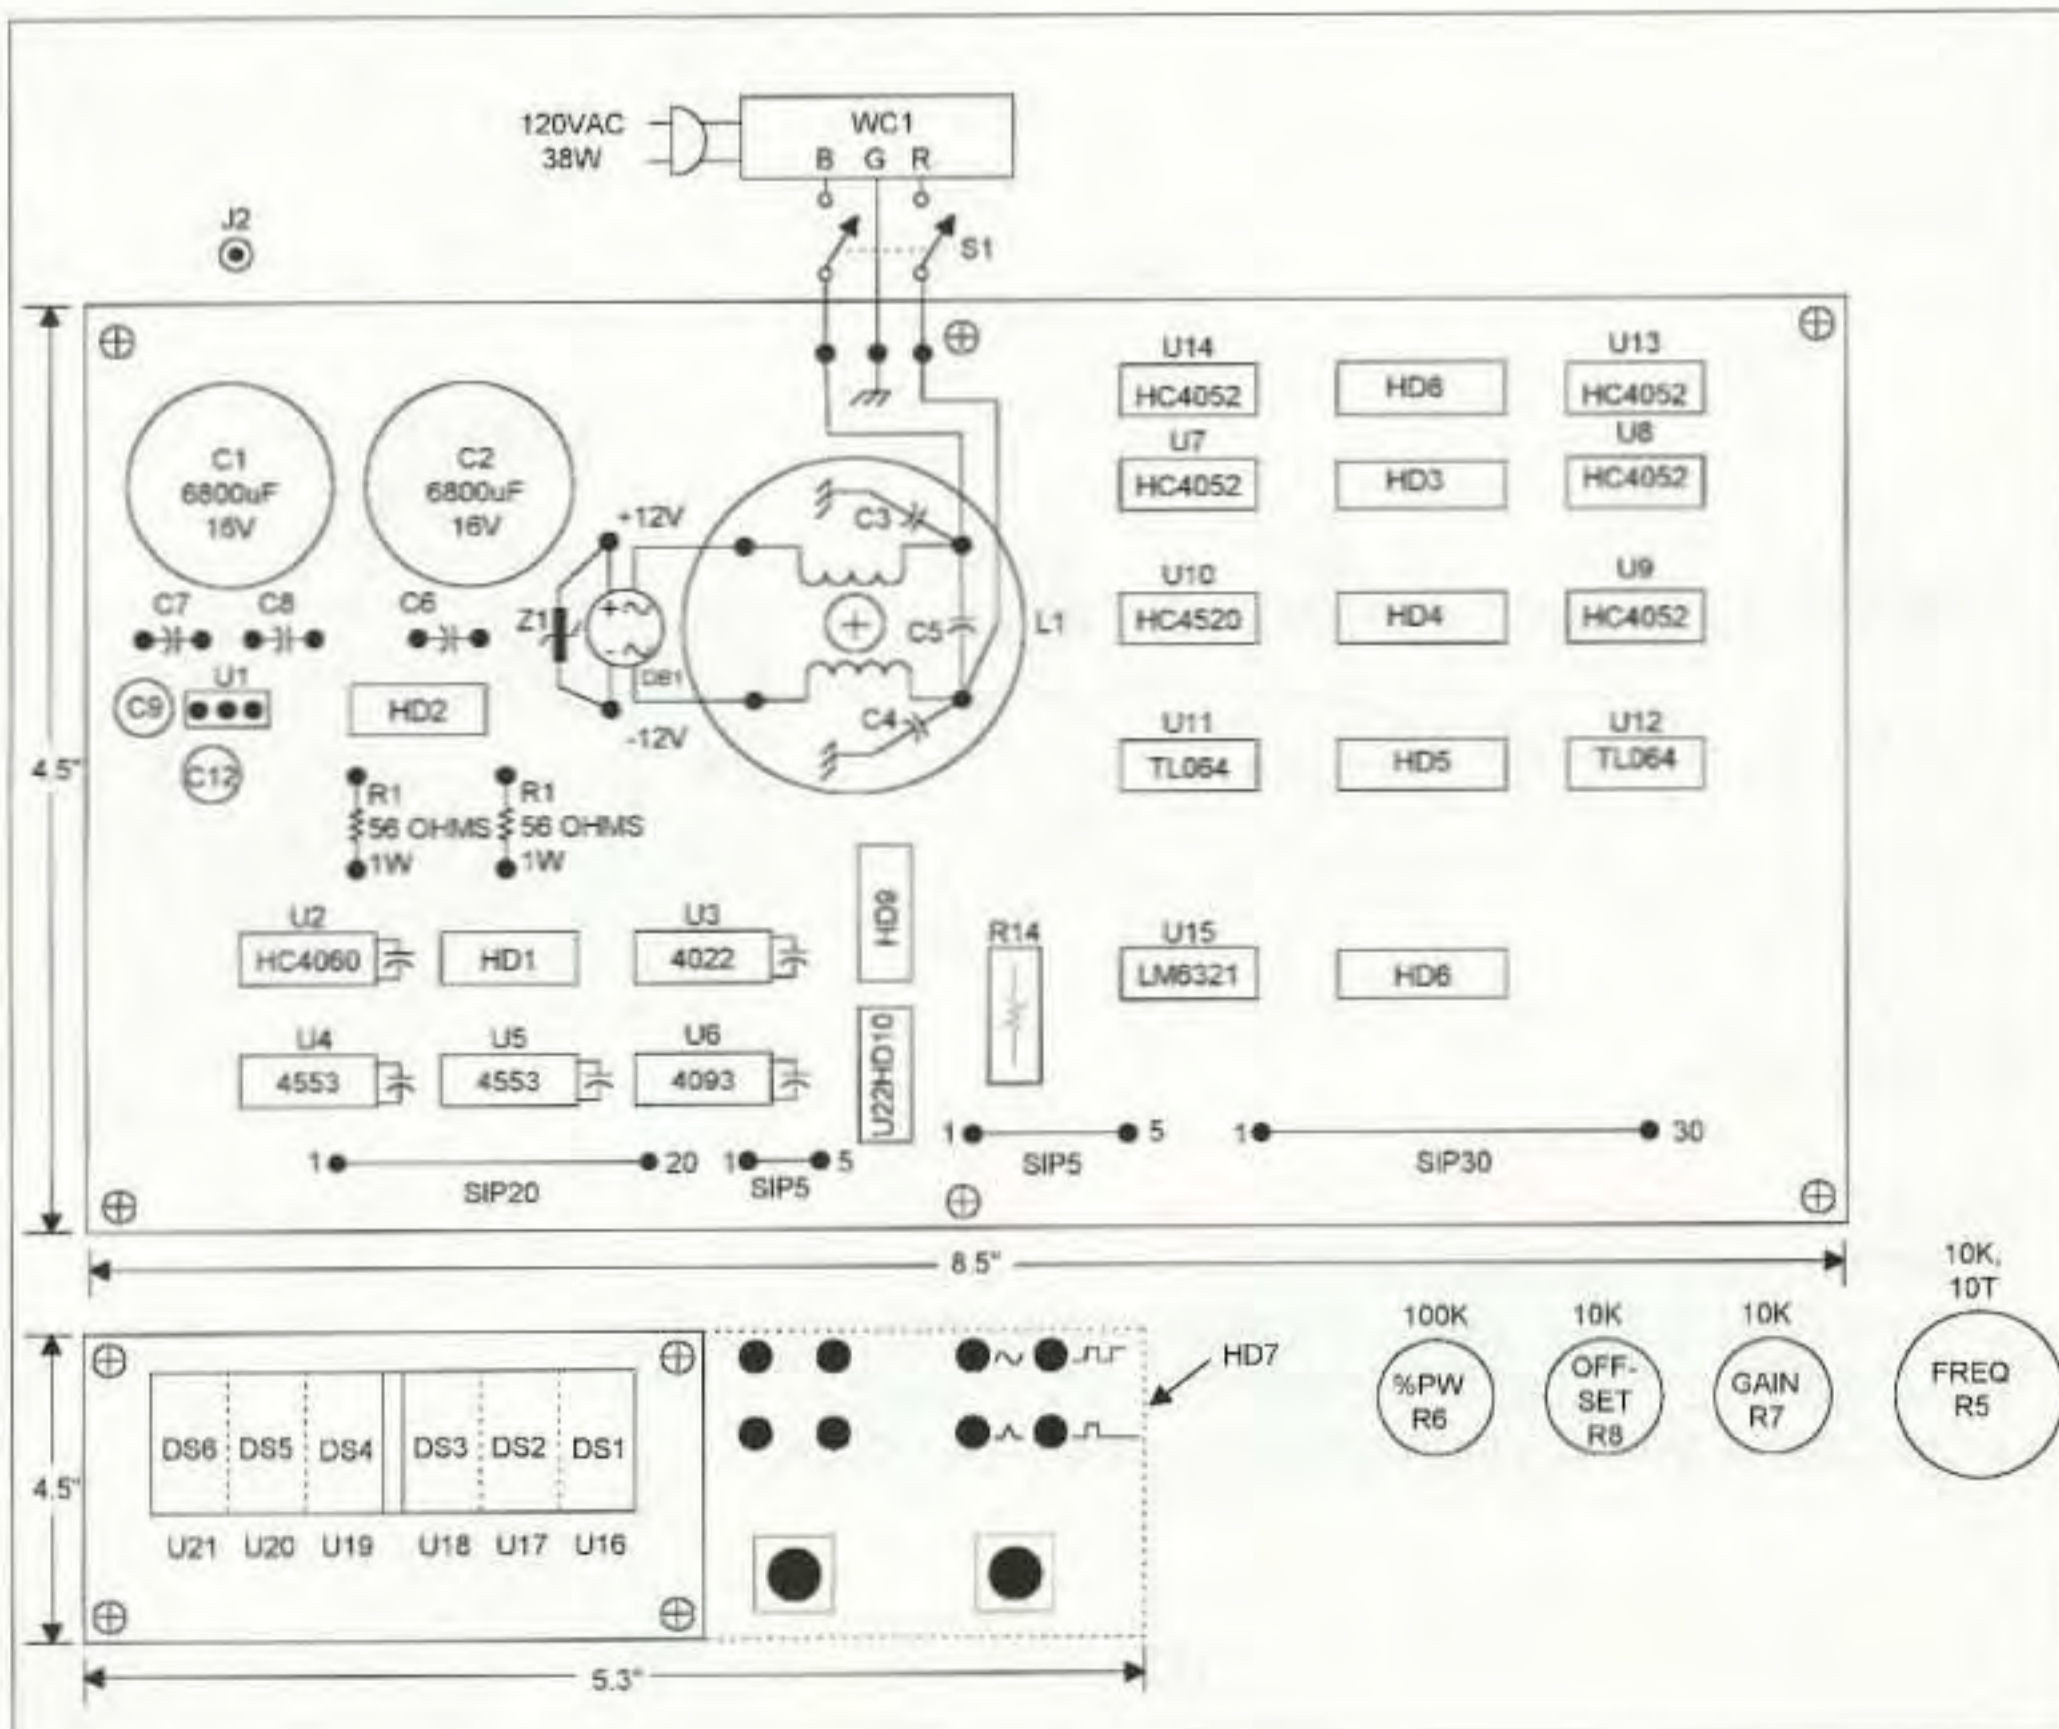 120VAC
38W
WC1
B G R
S1
J2
C1
6800uF
16V
C2
6800uF
16V
+12V
Z1
DB1
-12V
C3
C5
C4
L1
U14
HC4052
HD8
U13
HC4052
U7
HC4052
HD3
U8
HC4052
U10
HC4520
HD4
U9
HC4052
U11
TL064
HD5
U12
TL064
C7
C8
C6
C9
U1
HD2
C12
R1
56 OHMS
1W
R1
56 OHMS
1W
4.5"
U2
HC4060
HD1
U3
4022
HD9
R14
U15
LM6321
HD6
U4
4553
U5
4553
U6
4093
U22HD10
1 20
SIP20
1 5
SIP5
1 5
SIP5
1 30
SIP30
8.5"
4.5"
DS6 DS5 DS4 DS3 DS2 DS1
U21 U20 U19 U18 U17 U16
HD7
5.3"
100K
%PW
R6
10K
OFF-
SET
R8
10K
GAIN
R7
10K,
10T
FREQ
R5